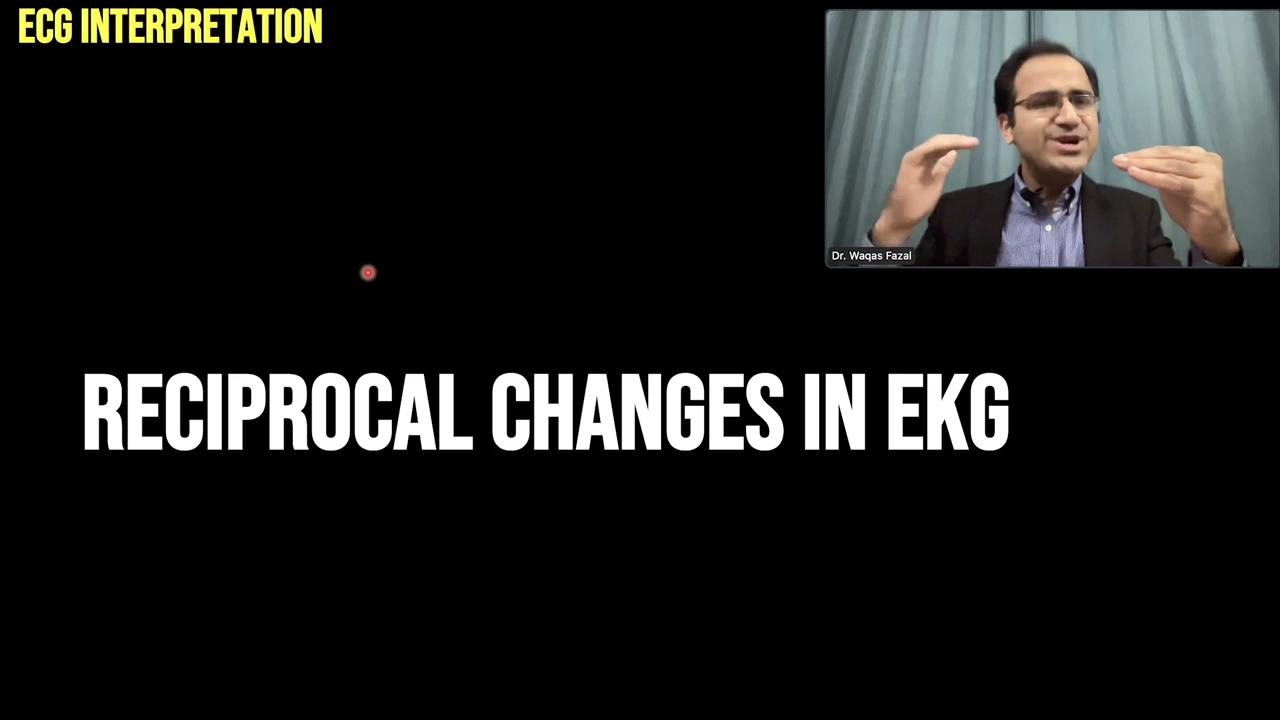 ECG INTERPRETATION
Dr. Waqas Fazal
RECIPROCAL CHANGES IN EKG